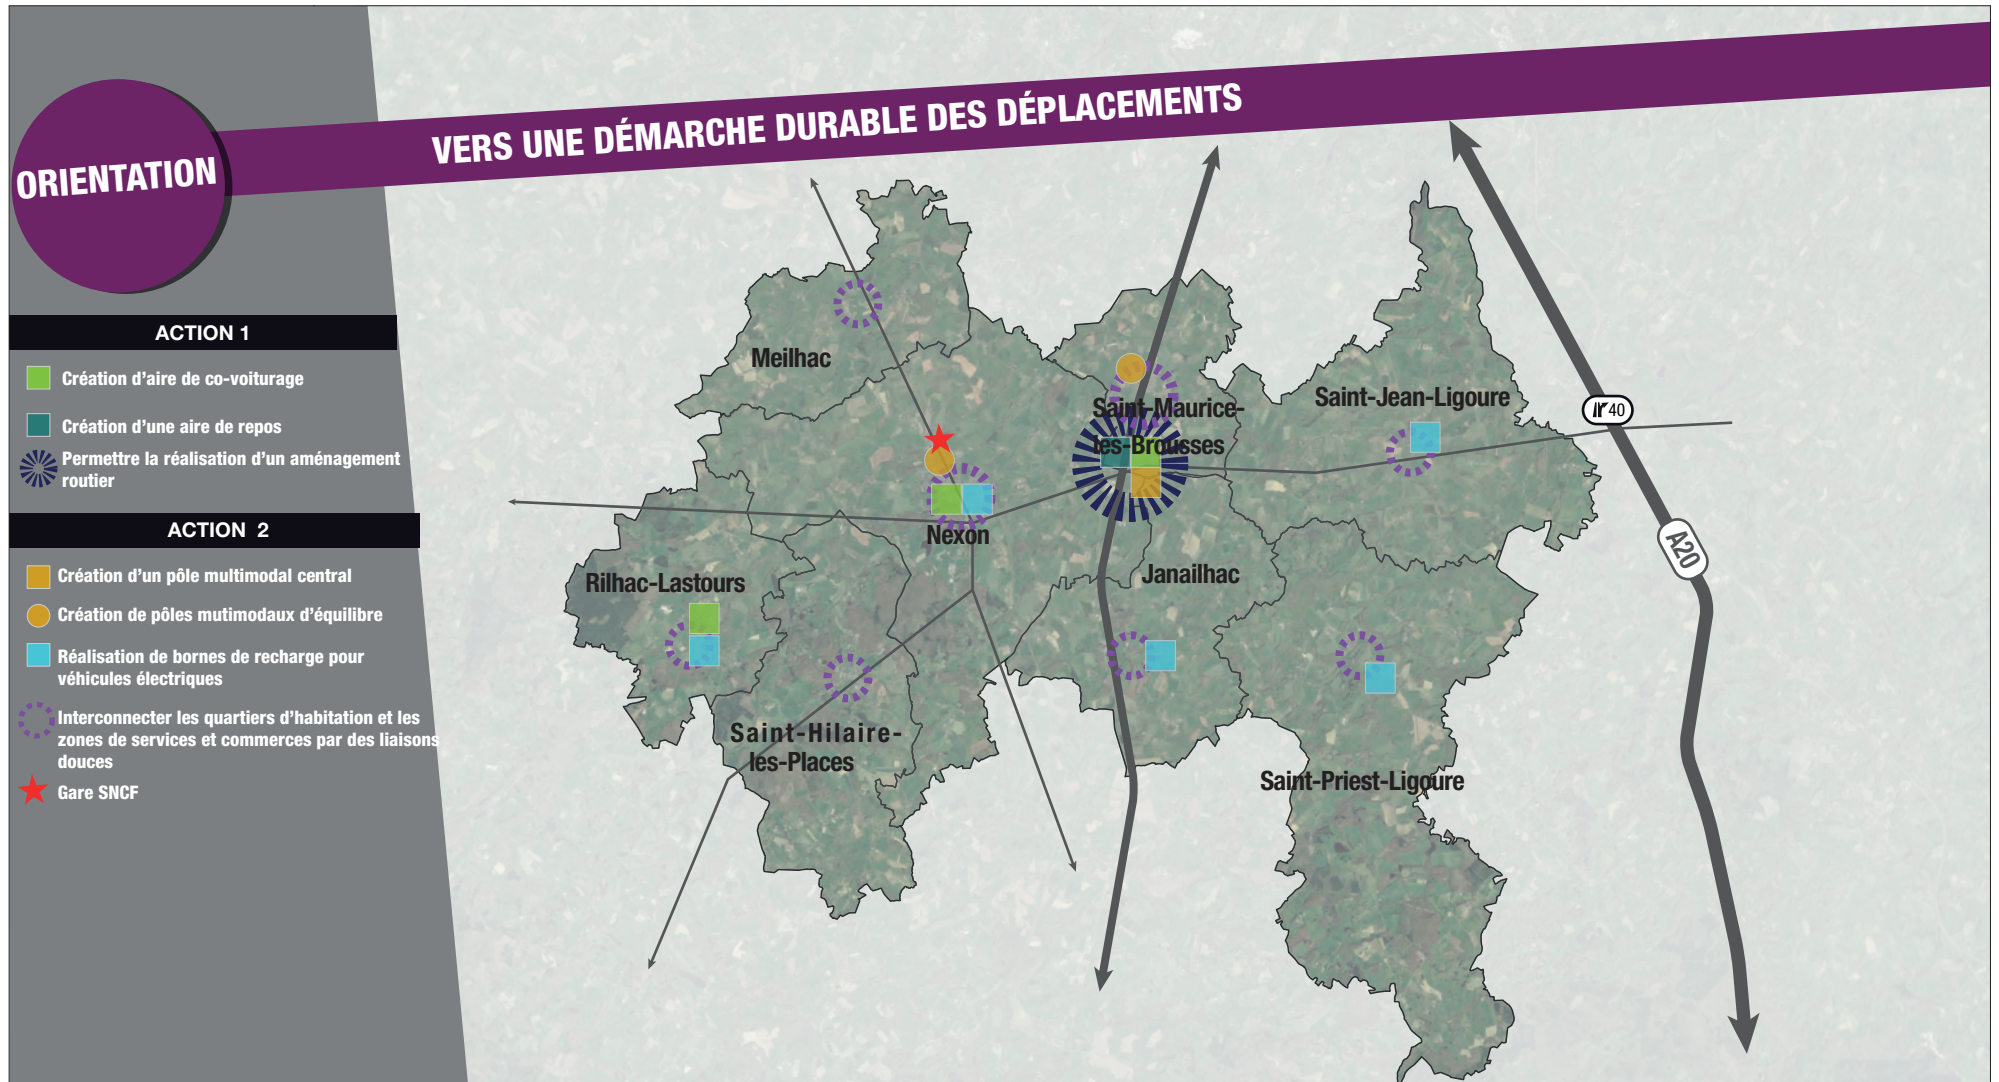 ORIENTATION
VERS UNE DÉMARCHE DURABLE DES DÉPLACEMENTS
ACTION 1
Création d'aire de co-voiturage
Création d'une aire de repos
Permettre la réalisation d'un aménagement
routier
ACTION 2
Création d'un pôle multimodal central
Création de pôles mutimodaux d'équilibre
Réalisation de bornes de recharge pour
véhicules électriques
Interconnecter les quartiers d'habitation et les
zones de services et commerces par des liaisons
douces
Gare SNCF
Meilhac
Saint-Maurice-
les-Brousses
Saint-Jean-Ligoure
40
A20
Nexon
Janailhac
Rilhac-Lastours
Saint-Hilaire-
les-Places
Saint-Priest-Ligoure